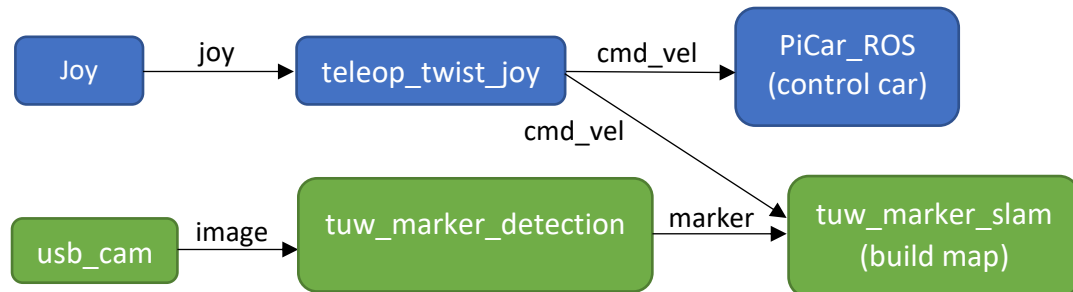 Joy
joy
teleop_twist_joy
cmd_vel
PiCar_ROS
(control car)
cmd_vel
usb_cam
image
tuw_marker_detection
marker
tuw_marker_slam
(build map)